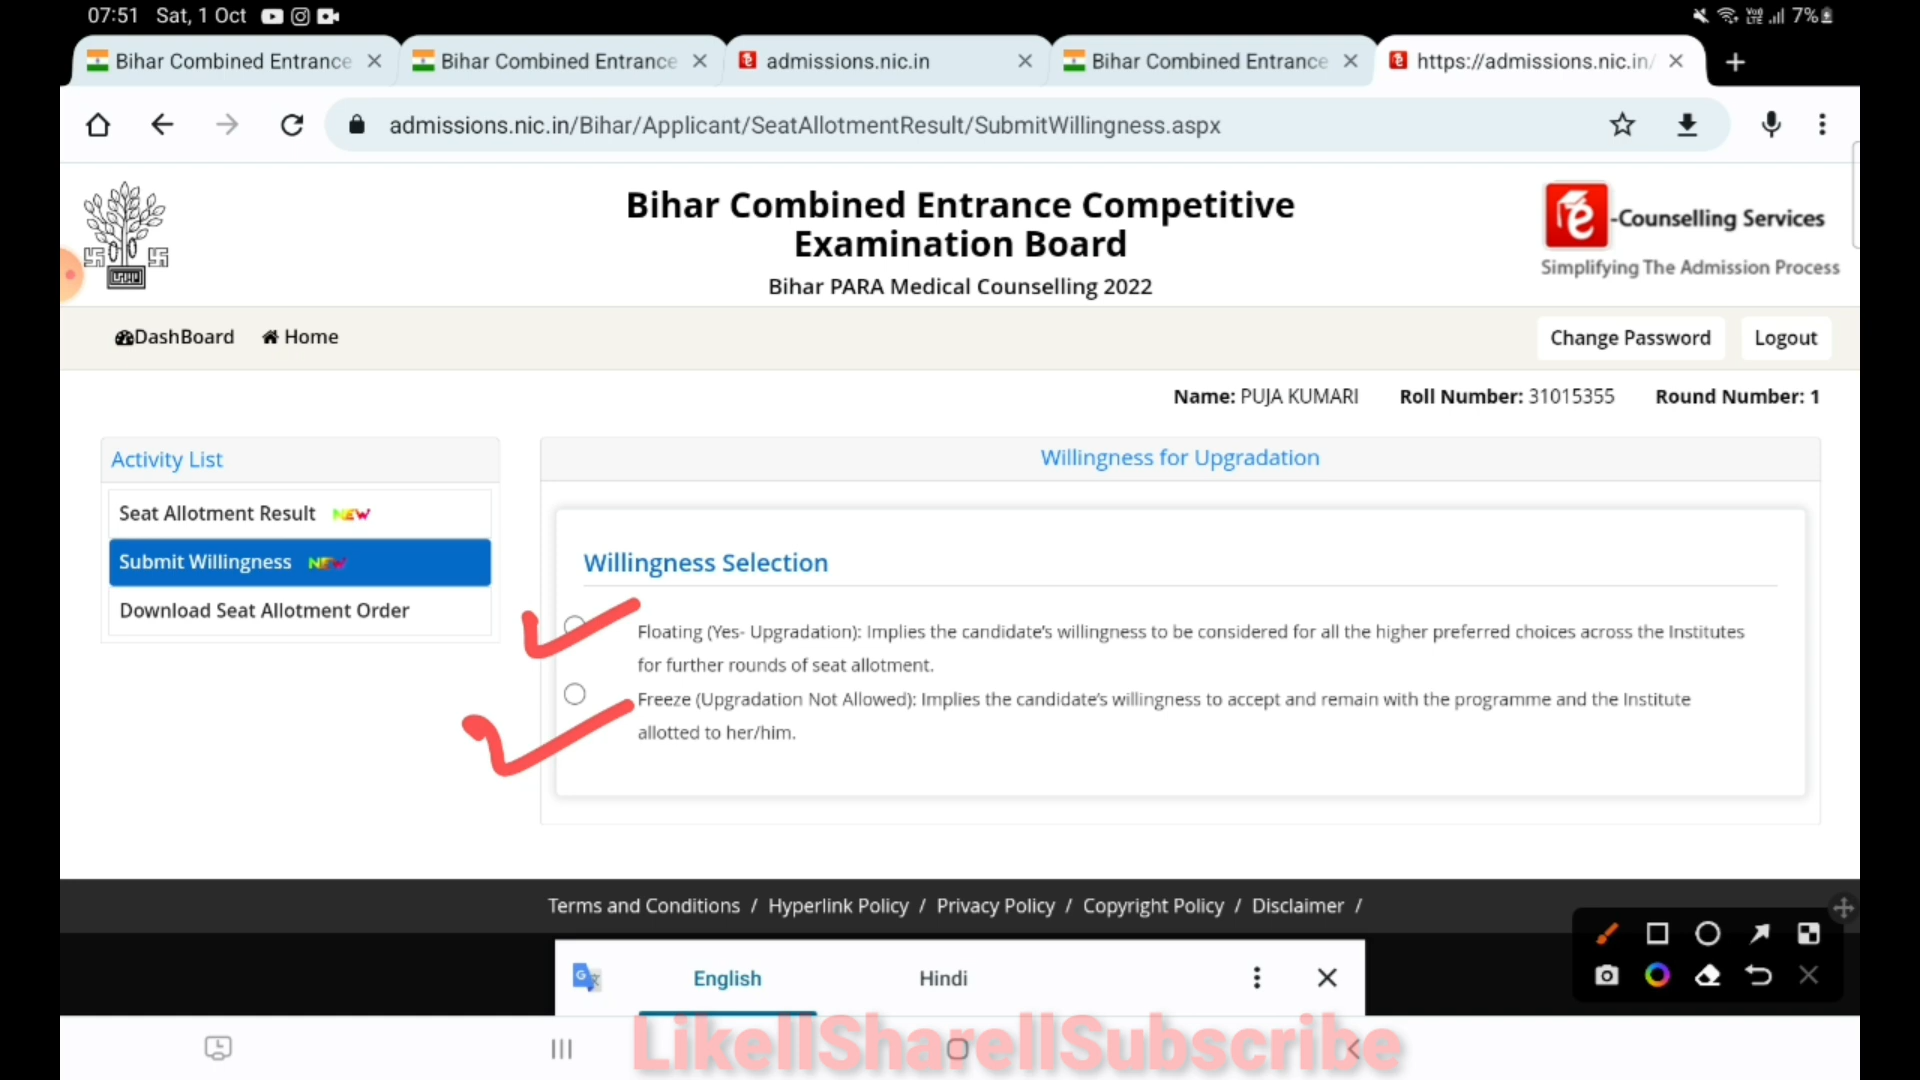 07:51 Sat, 1 Oct
7%
Bihar Combined Entrance
Bihar Combined Entrance
admissions.nic.in
Bihar Combined Entrance
https://admissions.nic.in/
admissions.nic.in/Bihar/Applicant/SeatAllotmentResult/SubmitWillingness.aspx
Bihar Combined Entrance Competitive
Examination Board
Bihar PARA Medical Counselling 2022
e-Counselling Services
Simplifying The Admission Process
DashBoard
Home
Change Password
Logout
Name: PUJA KUMARI
Roll Number: 31015355
Round Number: 1
Activity List
Seat Allotment Result NEW
Submit Willingness NEW
Download Seat Allotment Order
Willingness for Upgradation
Willingness Selection
Floating (Yes- Upgradation): Implies the candidate's willingness to be considered for all the higher preferred choices across the Institutes
for further rounds of seat allotment.
Freeze (Upgradation Not Allowed): Implies the candidate's willingness to accept and remain with the programme and the Institute
allotted to her/him.
Terms and Conditions / Hyperlink Policy / Privacy Policy / Copyright Policy / Disclaimer /
English
Hindi
LikellSharellSubscribe